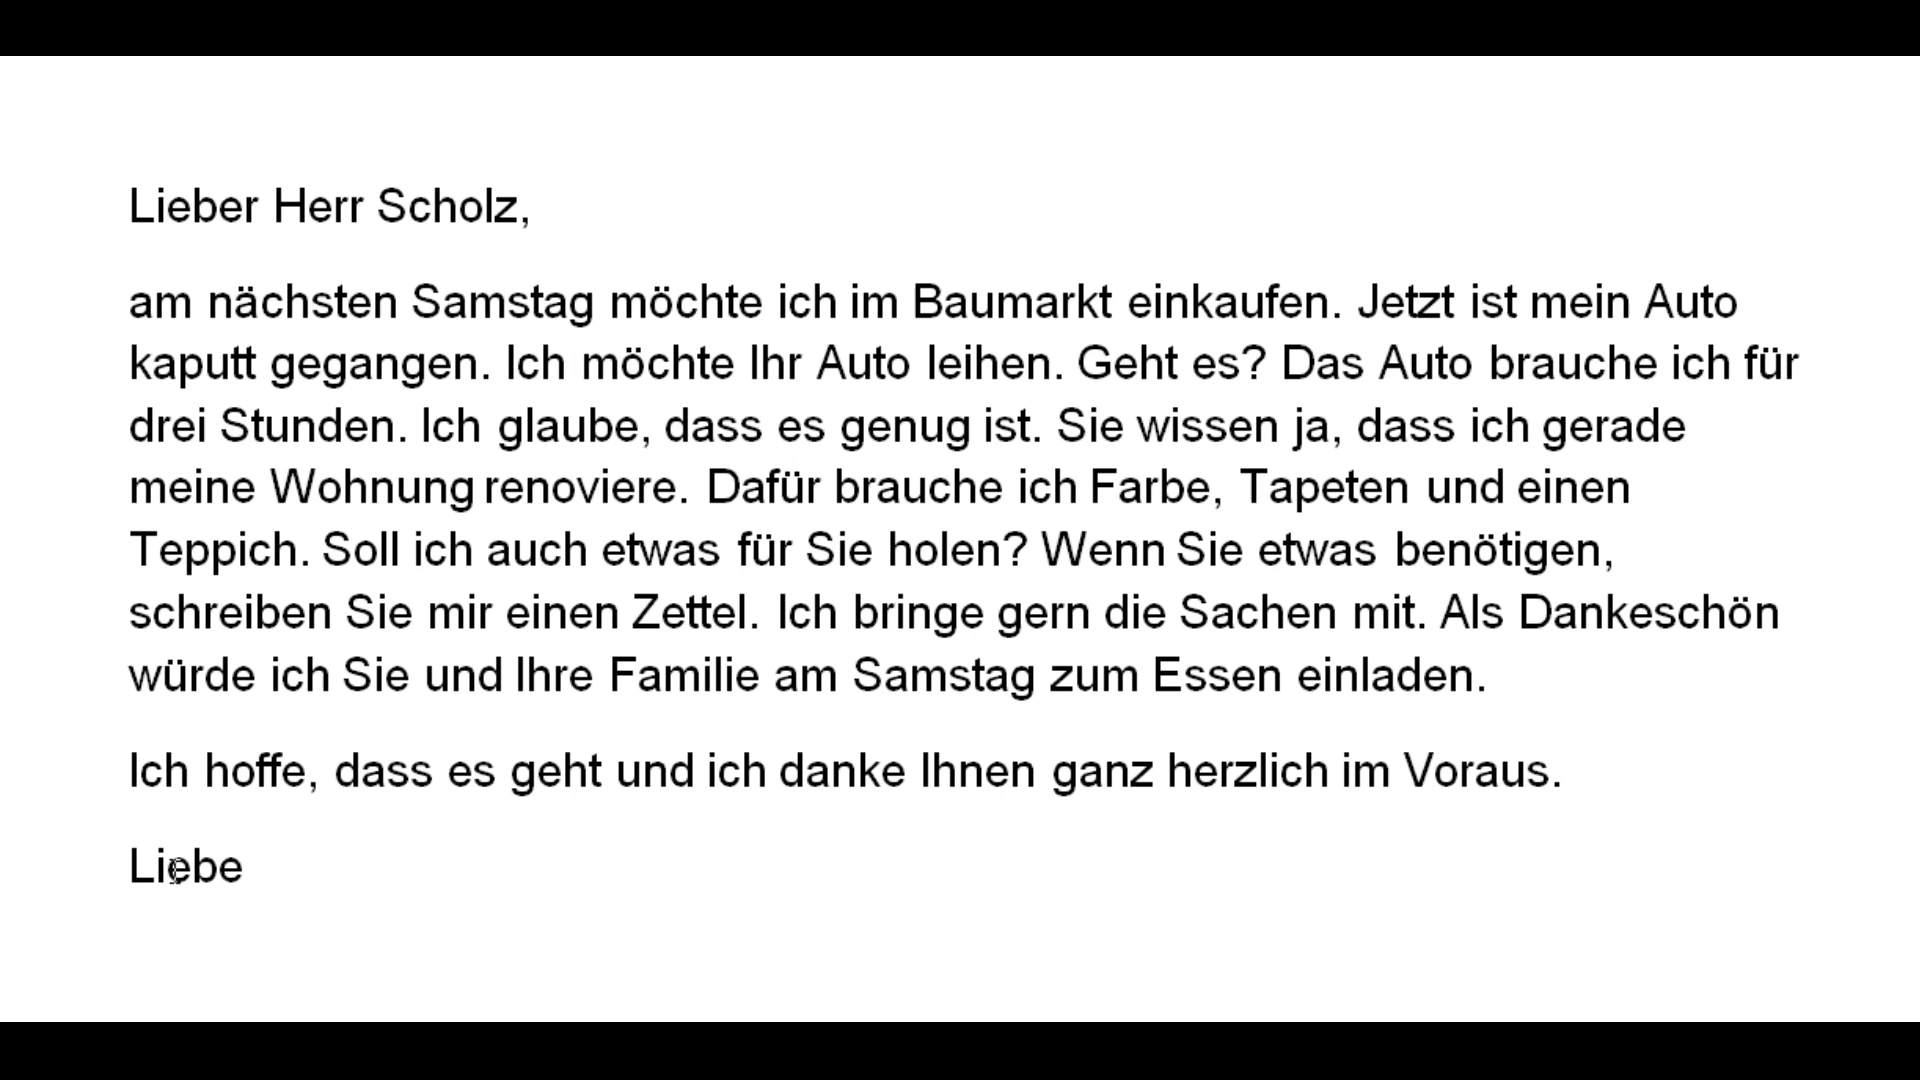 Lieber Herr Scholz,
am nächsten Samstag möchte ich im Baumarkt einkaufen. Jetzt ist mein Auto
kaputt gegangen. Ich möchte Ihr Auto leihen. Geht es? Das Auto brauche ich für
drei Stunden. Ich glaube, dass es genug ist. Sie wissen ja, dass ich gerade
meine Wohnung renoviere. Dafür brauche ich Farbe, Tapeten und einen
Teppich. Soll ich auch etwas für Sie holen? Wenn Sie etwas benötigen,
schreiben Sie mir einen Zettel. Ich bringe gern die Sachen mit. Als Dankeschön
würde ich Sie und Ihre Familie am Samstag zum Essen einladen.
Ich hoffe, dass es geht und ich danke Ihnen ganz herzlich im Voraus.
Liebe